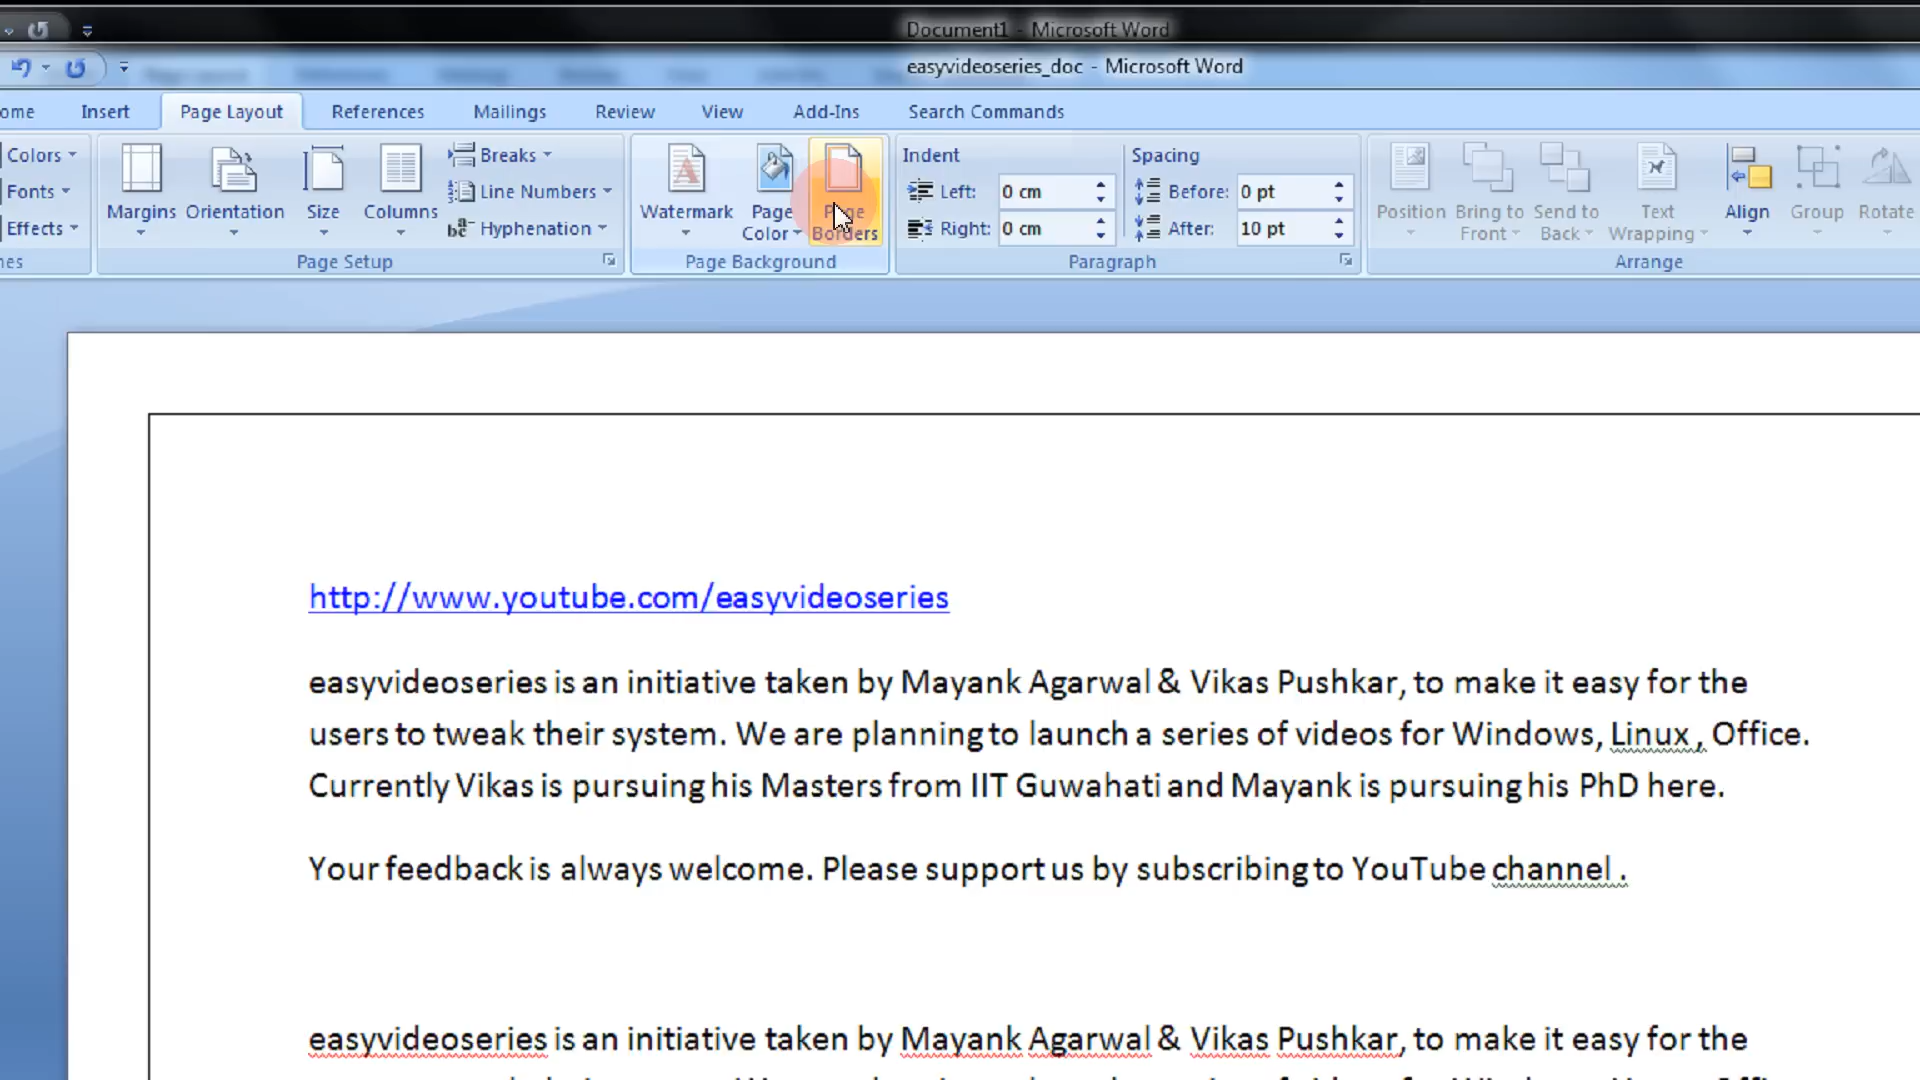 Document1 - Microsoft Word
easyvideoseries_doc - Microsoft Word
ome Insert Page Layout References Mailings Review View Add-Ins Search Commands
Colors
Fonts
Effects
es
Margins Orientation Size Columns
Breaks
Line Numbers
Hyphenation
Page Setup
Watermark Page Color Page Borders
Page Background
Indent
Left: 0 cm
Right: 0 cm
Spacing
Before: 0 pt
After: 10 pt
Paragraph
Position Bring to Front Send to Back Text Wrapping Align Group Rotate
Arrange
http://www.youtube.com/easyvideoseries
easyvideoseries is an initiative taken by Mayank Agarwal & Vikas Pushkar, to make it easy for the
users to tweak their system. We are planning to launch a series of videos for Windows, Linux , Office.
Currently Vikas is pursuing his Masters from IIT Guwahati and Mayank is pursuing his PhD here.
Your feedback is always welcome. Please support us by subscribing to YouTube channel .
easyvideoseries is an initiative taken by Mayank Agarwal & Vikas Pushkar, to make it easy for the